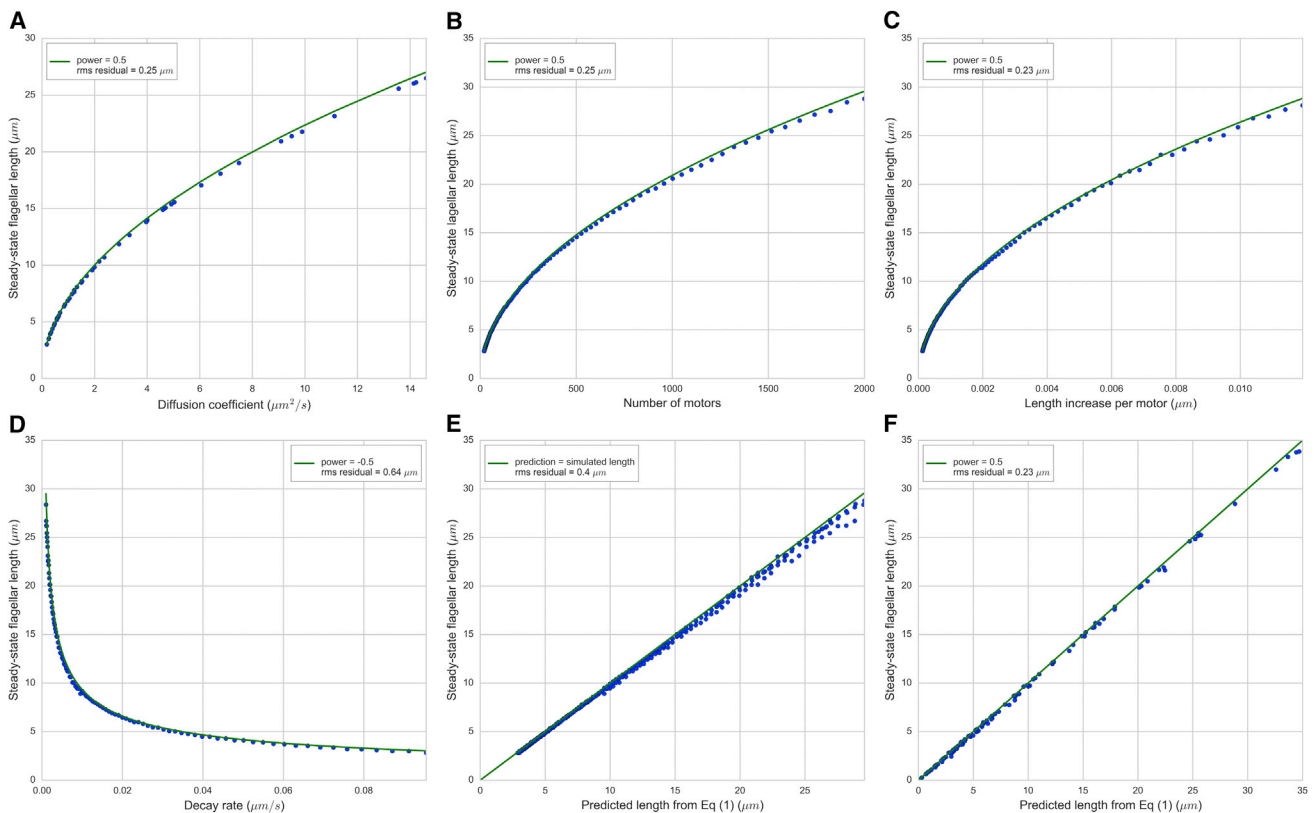 A
30
25
20
15
10
5
0
Steady-state flagellar length (μm)
power = 0.5
rms residual = 0.25 μm
0 2 4 6 8 10 12 14
Diffusion coefficient (μm²/s)
B
35
30
25
20
15
10
5
0
Steady-state lagellar length (μm)
power = 0.5
rms residual = 0.25 μm
0 500 1000 1500 2000
Number of motors
C
35
30
25
20
15
10
5
0
Steady-state flagellar length (μm)
power = 0.5
rms residual = 0.23 μm
0.000 0.002 0.004 0.006 0.008 0.010
Length increase per motor (μm)
D
35
30
25
20
15
10
5
0
Steady-state flagellar length (μm)
power = -0.5
rms residual = 0.64 μm
0 0.02 0.04 0.06 0.08
Decay rate (μm/s)
E
35
30
25
20
15
10
5
0
Steady-state flagellar length (μm)
prediction = simulated length
rms residual = 0.4 μm
0 5 10 15 20 25
Predicted length from Eq (1) (μm)
F
35
30
25
20
15
10
5
0
Steady-state flagellar length (μm)
power = 0.5
rms residual = 0.23 μm
0 5 10 15 20 25 30 35
Predicted length from Eq (1) (μm)